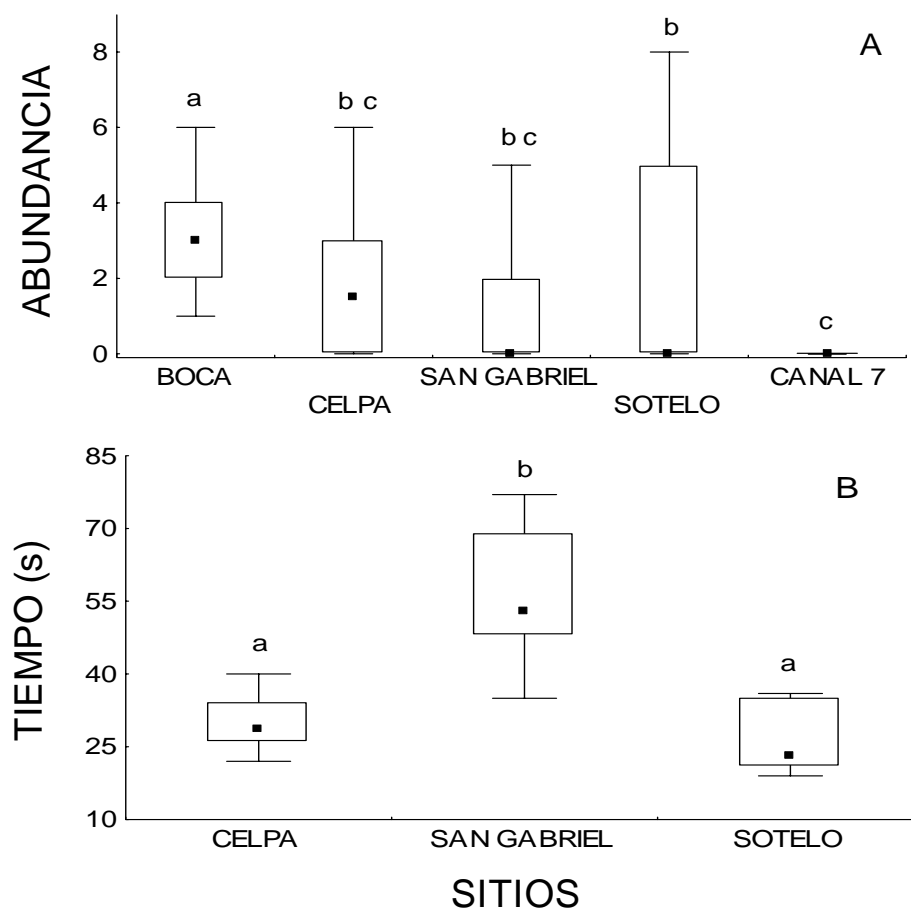 A
ABUNDANCIA
8
6
4
2
0
a
b c
b c
b
c
BOCA
CELPA
SAN GABRIEL
SOTELO
CANAL 7
B
TIEMPO (s)
85
70
55
40
25
10
a
b
a
CELPA
SAN GABRIEL
SOTELO
SITIOS